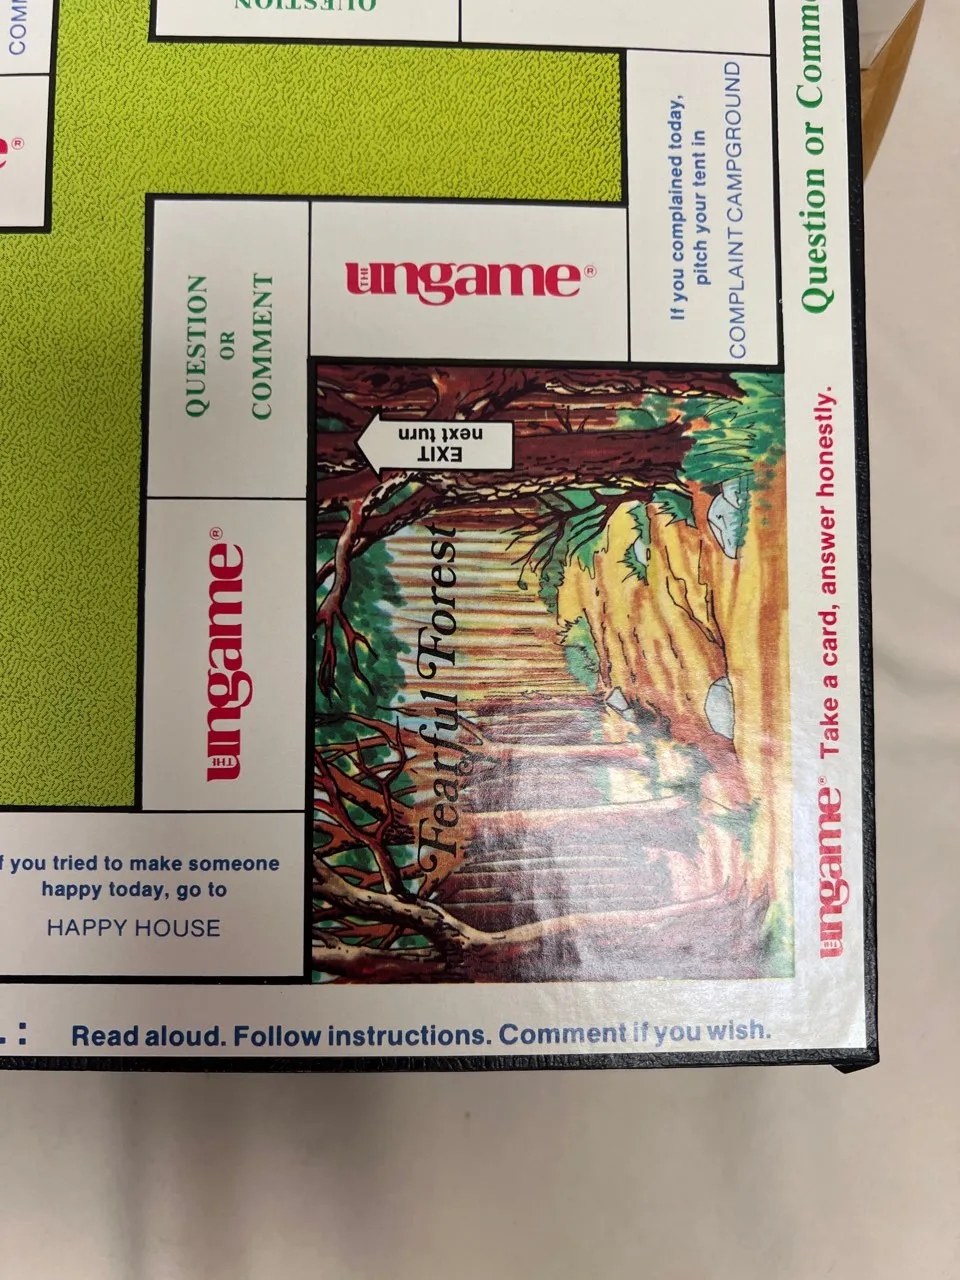 QUESTION
COMM
Question or Comme
If you complained today,
pitch your tent in
COMPLAINT CAMPGROUND
THE ungame®
QUESTION
OR
COMMENT
EXIT
next turn
Fearful Forest
THE ungame®
THE ungame® Take a card, answer honestly.
f you tried to make someone
happy today, go to
HAPPY HOUSE
Read aloud. Follow instructions. Comment if you wish.